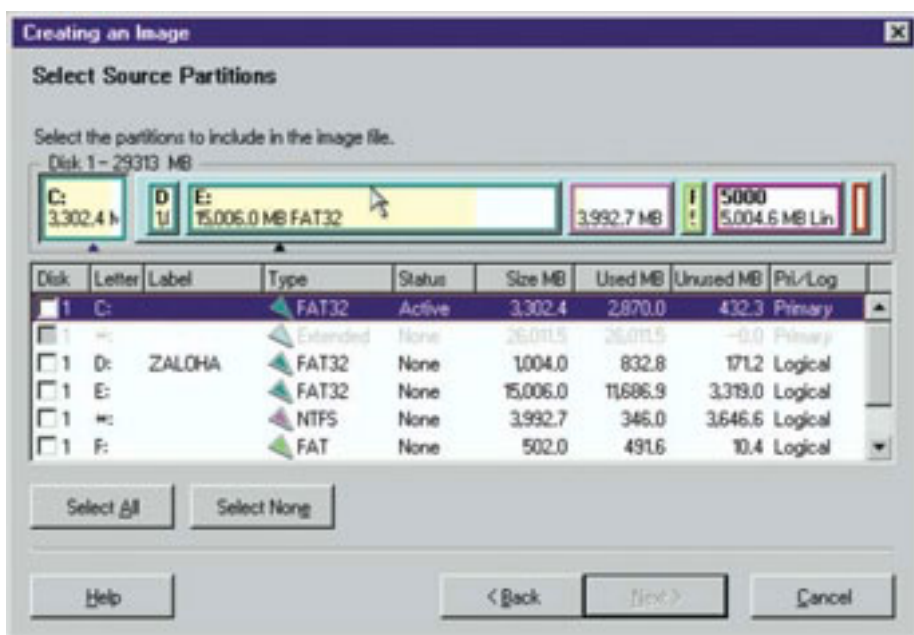 Creating an Image
Select Source Partitions
Select the partitions to include in the image file.
Disk 1 - 29313 MB
C:
3,302.4 M
D
E:
15,006.0 MB FAT32
3,992.7 MB
5000
5,004.6 MB Lin
Disk Letter Label Type Status Size MB Used MB Unused MB Pri/Log
1 C: FAT32 Active 3,302.4 2,870.0 432.3 Primary
1 *: Extended None 26,011.5 26,011.5 -0.0 Primary
1 D: ZALOHA FAT32 None 1,004.0 832.8 171.2 Logical
1 E: FAT32 None 15,006.0 11,686.9 3,319.0 Logical
1 *: NTFS None 3,992.7 346.0 3,646.6 Logical
1 F: FAT None 502.0 491.6 10.4 Logical
Select All Select None
Help < Back Next > Cancel